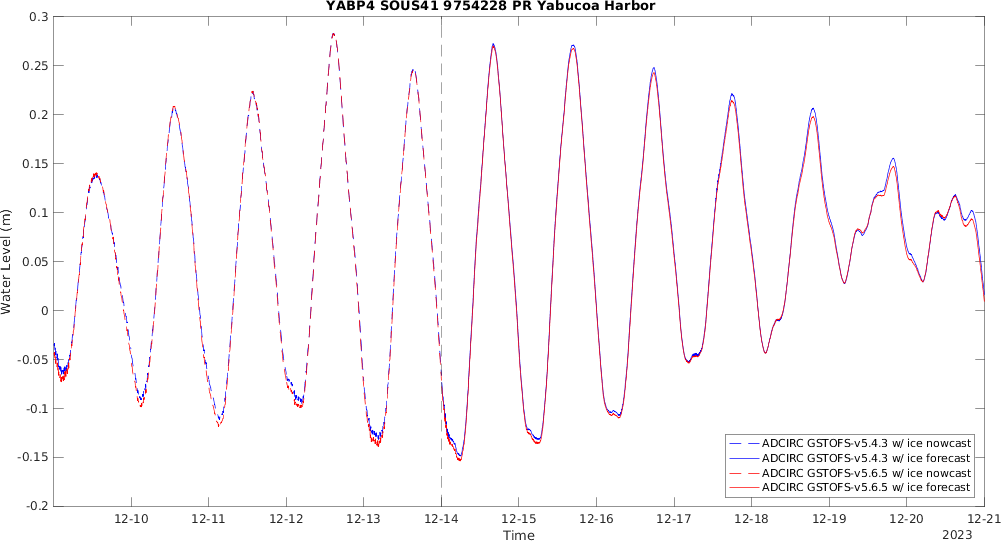 YABP4 SOUS41 9754228 PR Yabucoa Harbor
0.3
0.25
0.2
0.15
0.1
0.05
0
-0.05
-0.1
-0.15
-0.2
Water Level (m)
ADCIRC GSTOFS-v5.4.3 w/ ice nowcast
ADCIRC GSTOFS-v5.4.3 w/ ice forecast
ADCIRC GSTOFS-v5.6.5 w/ ice nowcast
ADCIRC GSTOFS-v5.6.5 w/ ice forecast
12-10 12-11 12-12 12-13 12-14 12-15 12-16 12-17 12-18 12-19 12-20 12-21
Time
2023